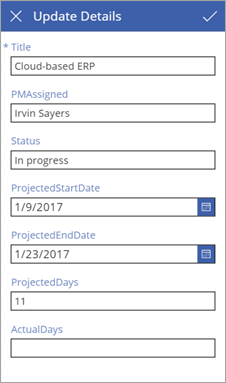 Update Details
* Title
Cloud-based ERP
PMAssigned
Irvin Sayers
Status
In progress
ProjectedStartDate
1/9/2017
ProjectedEndDate
1/23/2017
ProjectedDays
11
ActualDays